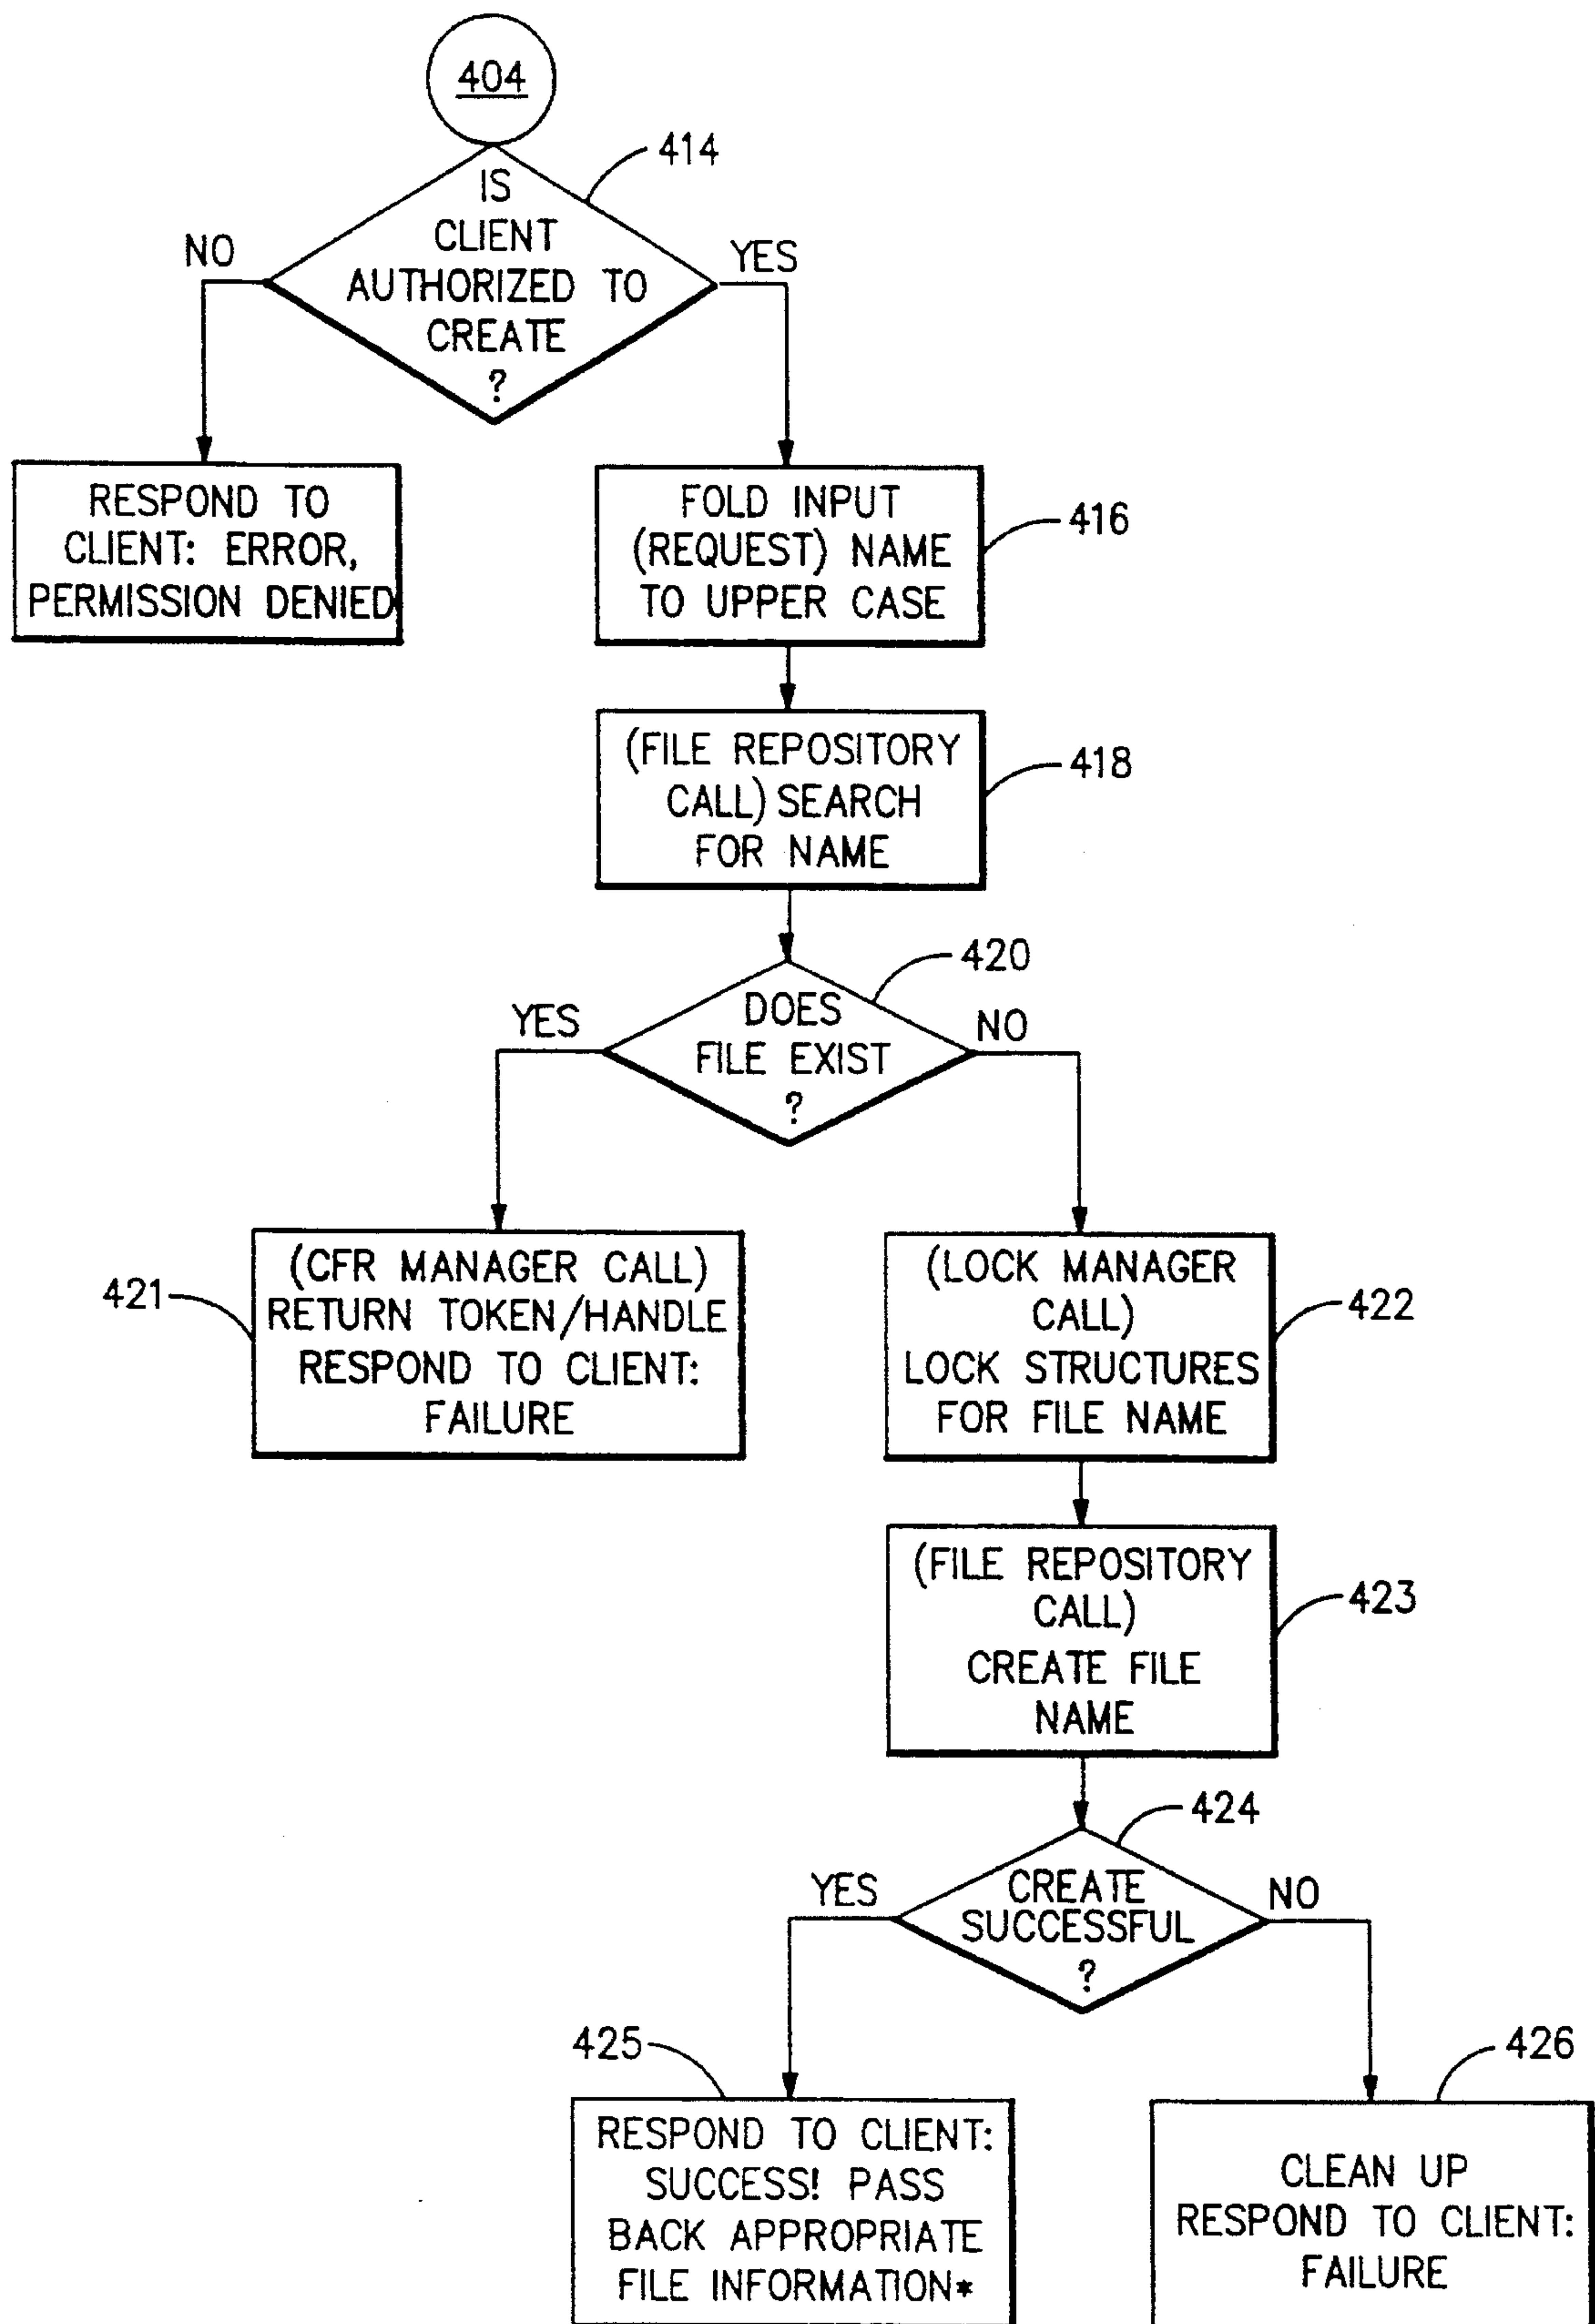 404
414
IS
CLIENT
AUTHORIZED TO
CREATE
?
NO
YES
RESPOND TO
CLIENT: ERROR,
PERMISSION DENIED
FOLD INPUT
(REQUEST) NAME
TO UPPER CASE
416
(FILE REPOSITORY
CALL) SEARCH
FOR NAME
418
420
DOES
FILE EXIST
?
YES
NO
421
(CFR MANAGER CALL)
RETURN TOKEN/HANDLE
RESPOND TO CLIENT:
FAILURE
(LOCK MANAGER
CALL)
LOCK STRUCTURES
FOR FILE NAME
422
(FILE REPOSITORY
CALL)
CREATE FILE
NAME
423
424
CREATE
SUCCESSFUL
?
YES
NO
425
RESPOND TO CLIENT:
SUCCESS! PASS
BACK APPROPRIATE
FILE INFORMATION*
426
CLEAN UP
RESPOND TO CLIENT:
FAILURE